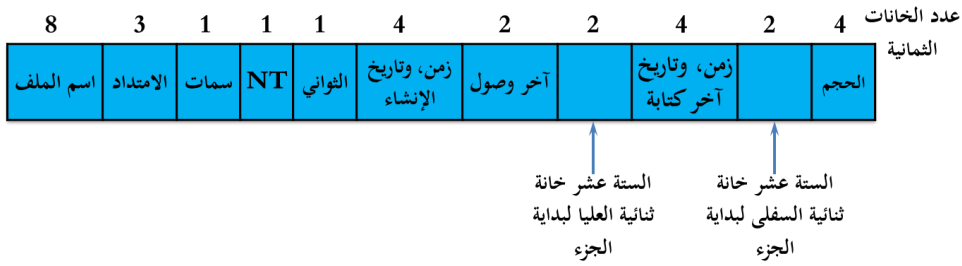 عدد الخانات
الثمانية
8 3 1 1 1 4 2 2 4 2 4
اسم الملف
الامتداد
سمات
NT
الثواني
زمن، وتاريخ
الإنشاء
آخر وصول
زمن، وتاريخ
آخر كتابة
الحجم
الستة عشر خانة
ثنائية العليا لبداية
الجزء
الستة عشر خانة
ثنائية السفلى لبداية
الجزء